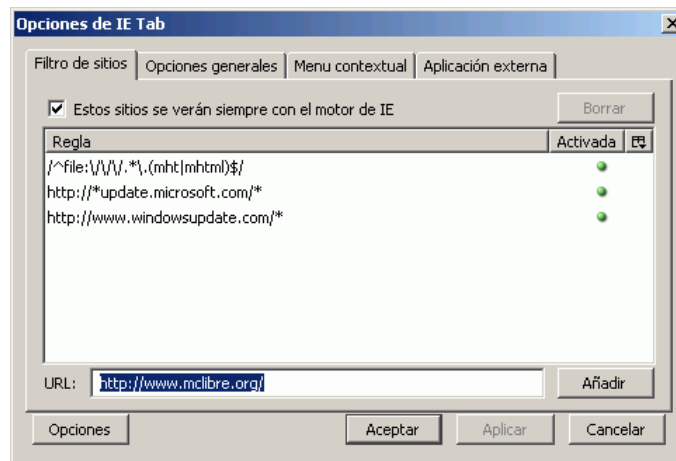 Opciones de IE Tab
Filtro de sitios Opciones generales Menu contextual Aplicación externa
Estos sitios se verán siempre con el motor de IE Borrar
Regla Activada
/^file:\/\/\/.*\.(mht|mhtml)$/
http://*update.microsoft.com/*
http://www.windowsupdate.com/*
URL: http://www.mclibre.org/ Añadir
Opciones Aceptar Aplicar Cancelar